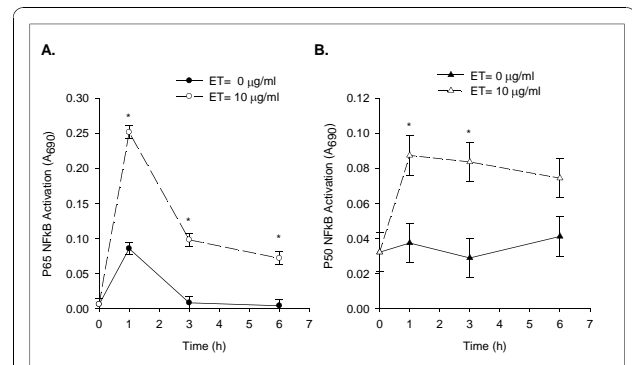 A.
ET= 0 µg/ml
ET= 10 µg/ml
P65 NFkB Activation (A690)
0.30
0.25
0.20
0.15
0.10
0.05
0.00
*
*
*
0 1 2 3 4 5 6 7
Time (h)
B.
ET= 0 µg/ml
ET= 10 µg/ml
P50 NFkB Activation (A690)
0.12
0.10
0.08
0.06
0.04
0.02
0.00
*
*
0 1 2 3 4 5 6 7
Time (h)